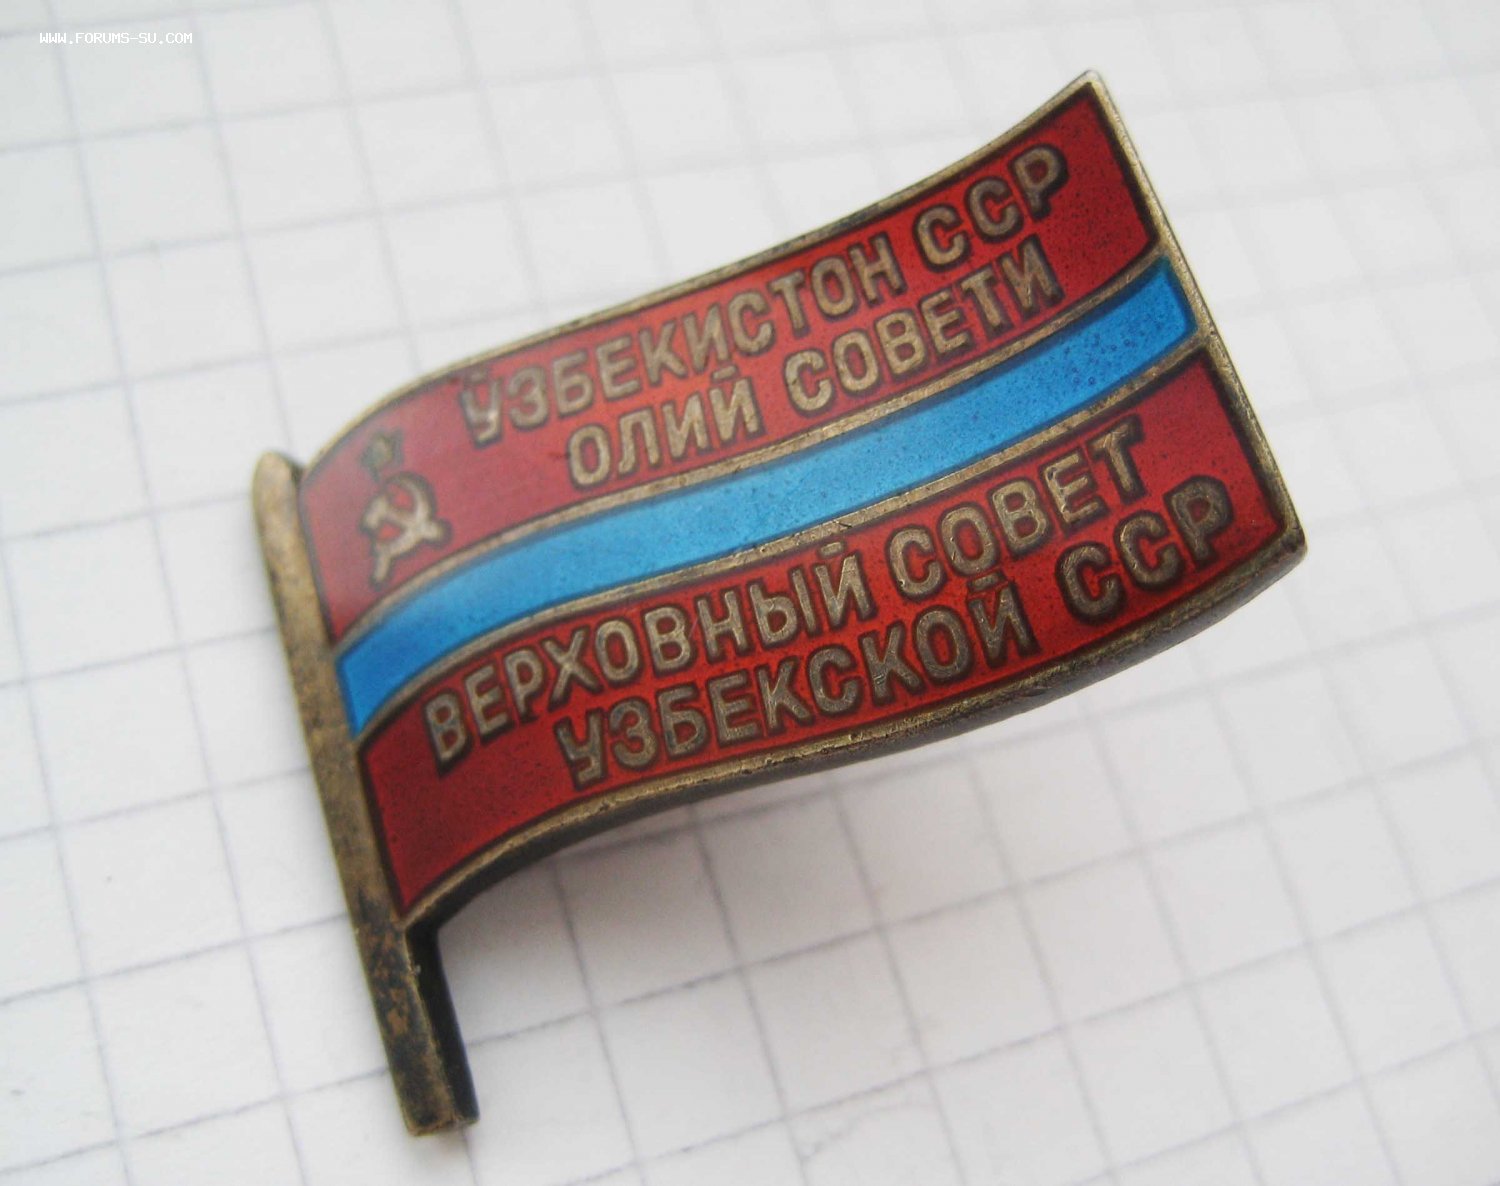 WWW.FORUMS-SU.COM
ЎЗБЕКИСТОН ССР
ОЛИЙ СОВЕТИ
ВЕРХОВНЫЙ СОВЕТ
УЗБЕКСКОЙ ССР